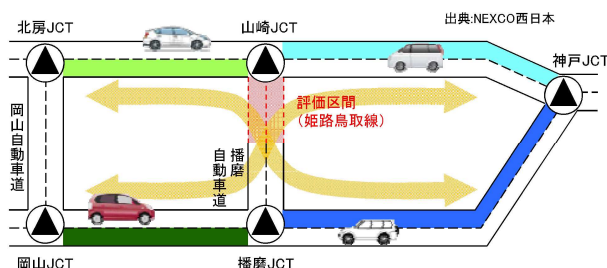 出典:NEXCO西日本
北房JCT
山崎JCT
神戸JCT
評価区間
(姫路鳥取線)
岡山自動車道
播磨
自動車道
岡山JCT
播磨JCT